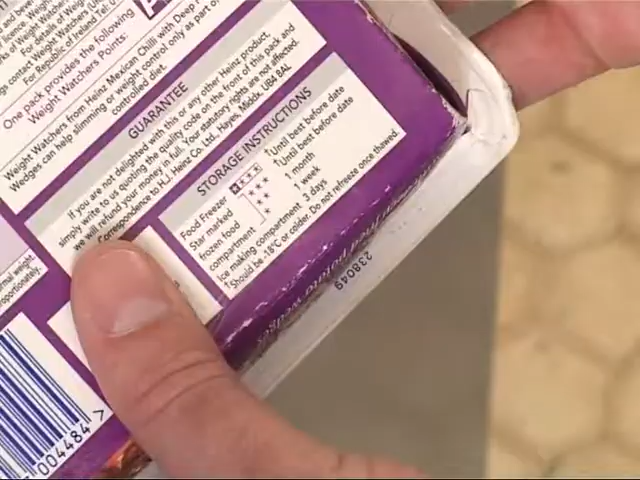 One pack provides the following
Weight Watchers Points:
Weight Watchers from Heinz Mexican Chilli with Deep
Wedges can help slimming or weight control only as part of
controlled diet.
GUARANTEE
If you are not delighted with this or any other Heinz product,
simply write to us quoting the quality code on the front of this pack and
we will refund your money in full. Your statutory rights are not affected.
Correspondence to H.J. Heinz Co. Ltd., Hayes, Middx. UB4 8AL
STORAGE INSTRUCTIONS
Food Freezer **** †Until best before date
Star marked *** †Until best before date
frozen food ** 1 month
compartment * 1 week
Ice making compartment 3 days
†Should be -18°C or colder. Do not refreeze once thawed.
potato wedges
238049
004484 >